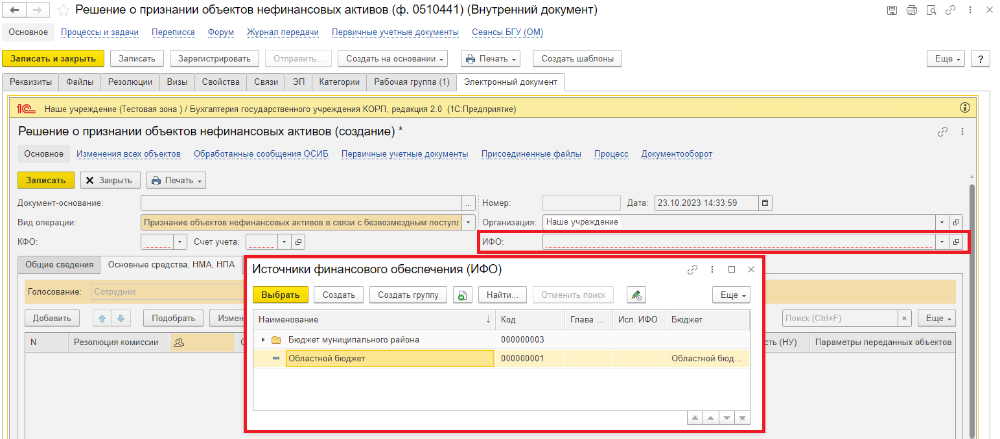 Решение о признании объектов нефинансовых активов (ф. 0510441) (Внутренний документ)
Основное Процессы и задачи Переписка Форум Журнал передачи Первичные учетные документы Сеансы БГУ (ОМ)
Записать и закрыть Записать Зарегистрировать Отправить... Создать на основании Печать Создать шаблоны Еще ?
Реквизиты Файлы Резолюции Визы Свойства Связи ЭП Категории Рабочая группа (1) Электронный документ
1С Наше учреждение (Тестовая зона ) / Бухгалтерия государственного учреждения КОРП, редакция 2.0 (1С:Предприятие)
Решение о признании объектов нефинансовых активов (создание) *
Основное Изменения всех объектов Обработанные сообщения ОСИБ Первичные учетные документы Присоединенные файлы Процесс Документооборот
Записать Закрыть Печать
Документ-основание: ... Номер: Дата: 23.10.2023 14:33:59
Вид операции: Признание объектов нефинансовых активов в связи с безвозмездным поступл Организация: Наше учреждение
КФО: Счет учета: ИФО:
Общие сведения Основные средства, НМА, НПА
Голосование: Сотрудник
Добавить Подобрать Измен Поиск (Ctrl+F) × Еще
N Резолюция комиссии сть (НУ) Параметры переданных объектов
Источники финансового обеспечения (ИФО)
Выбрать Создать Создать группу Найти... Отменить поиск Еще
Наименование ↓ Код Глава ... Исп. ИФО Бюджет
Бюджет муниципального района 000000003
Областной бюджет 000000001 Областной бюд...